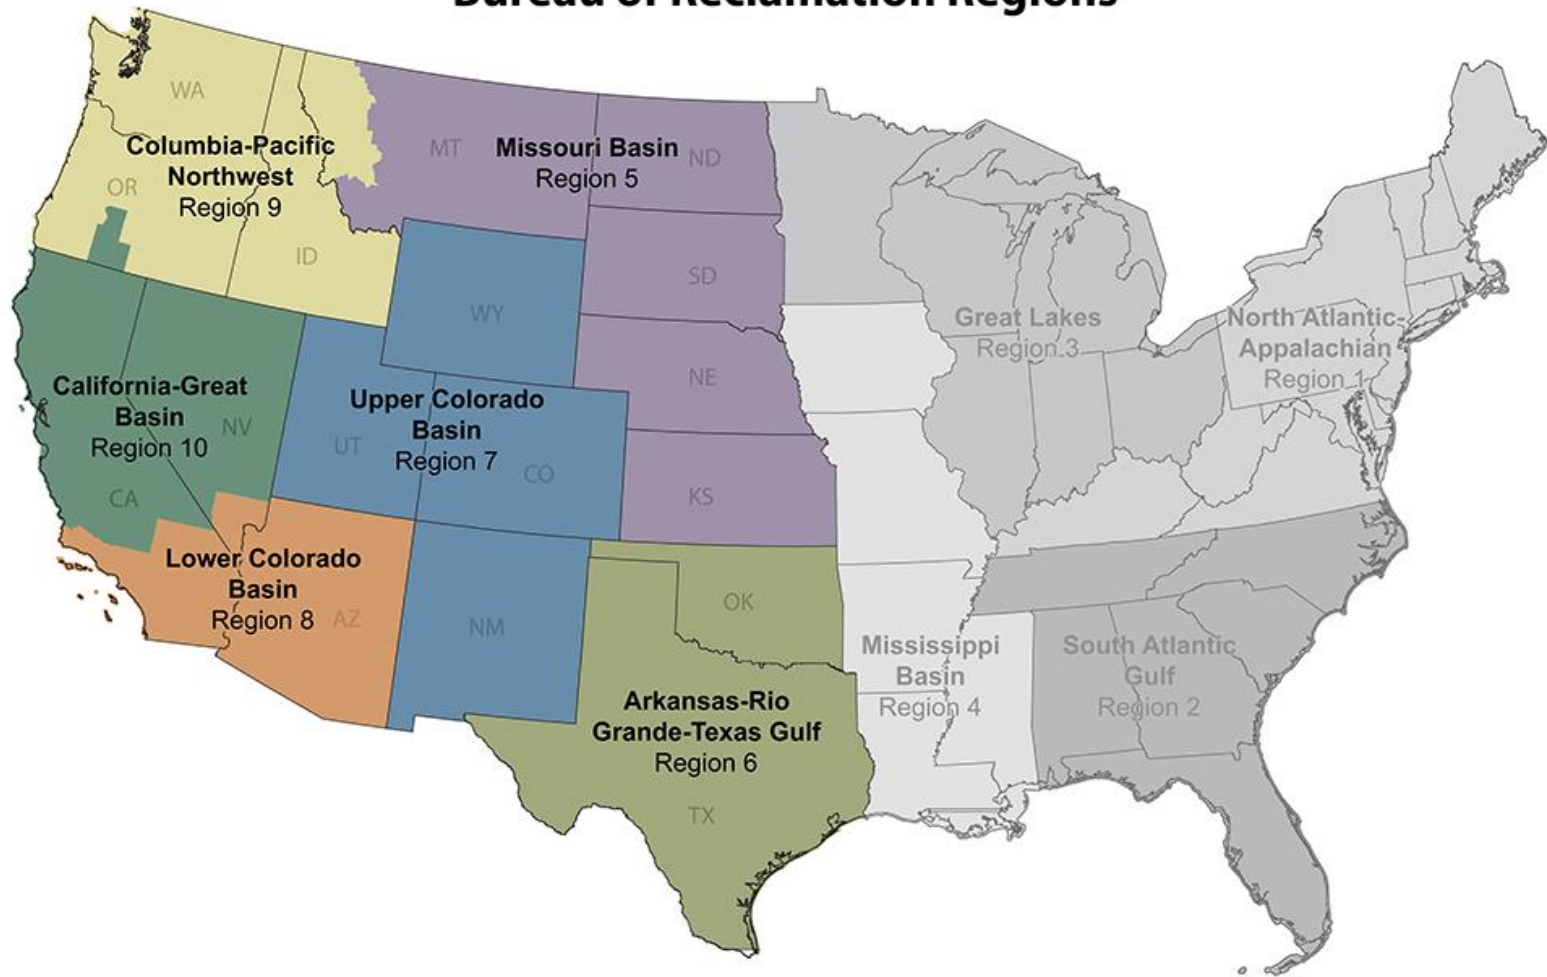 Bureau of Reclamation Regions
WA
Columbia-Pacific
Northwest
Region 9
OR
ID
MT
Missouri Basin
Region 5
ND
SD
WY
NE
KS
California-Great
Basin
Region 10
NV
CA
Upper Colorado
Basin
Region 7
UT
CO
Lower Colorado
Basin
Region 8
AZ
NM
OK
Arkansas-Rio
Grande-Texas Gulf
Region 6
TX
Great Lakes
Region 3
North Atlantic-
Appalachian
Region 1
Mississippi
Basin
Region 4
South Atlantic
Gulf
Region 2